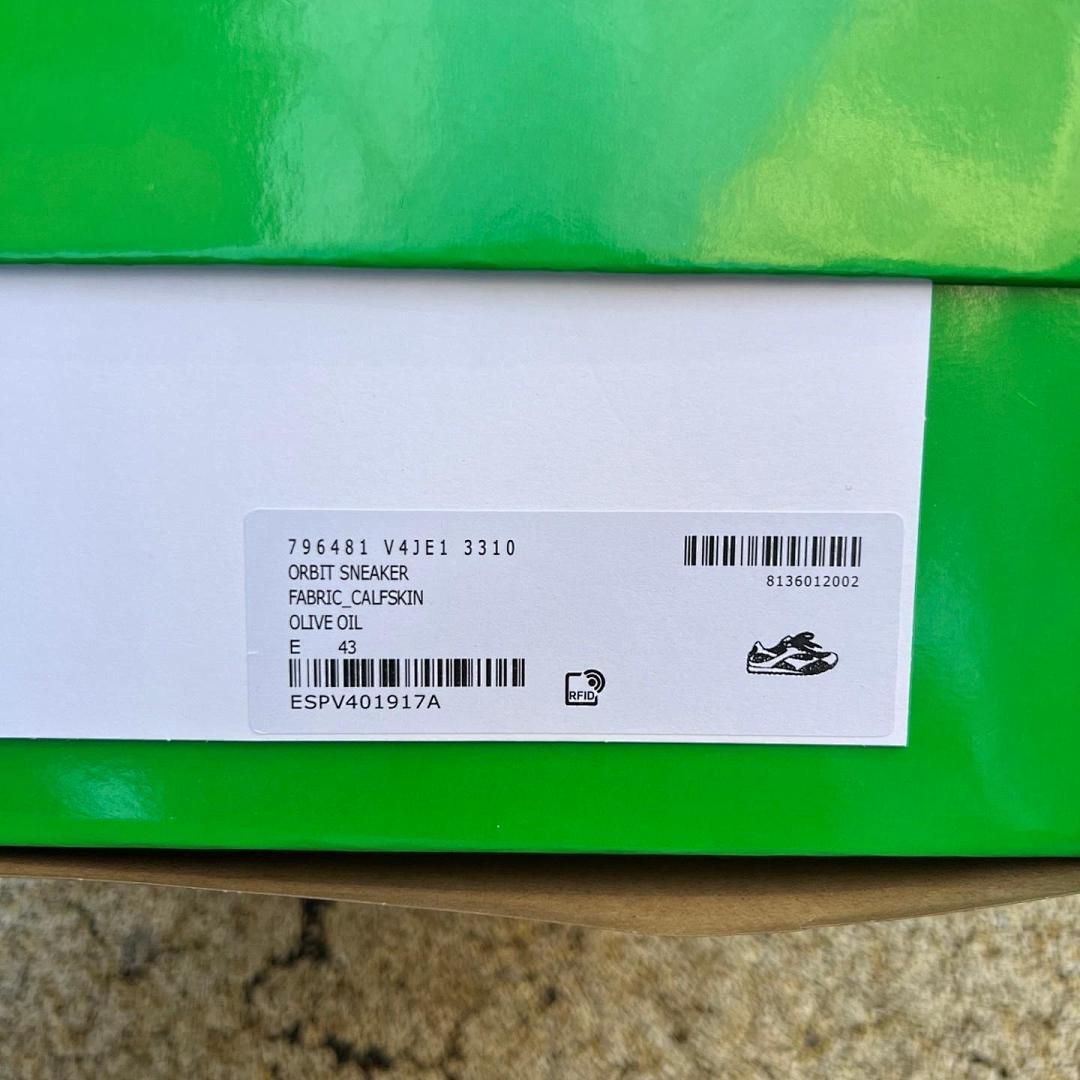 796481 V4JE1 3310
ORBIT SNEAKER
FABRIC_CALFSKIN
OLIVE OIL
E 43
ESPV401917A
8136012002
RFID